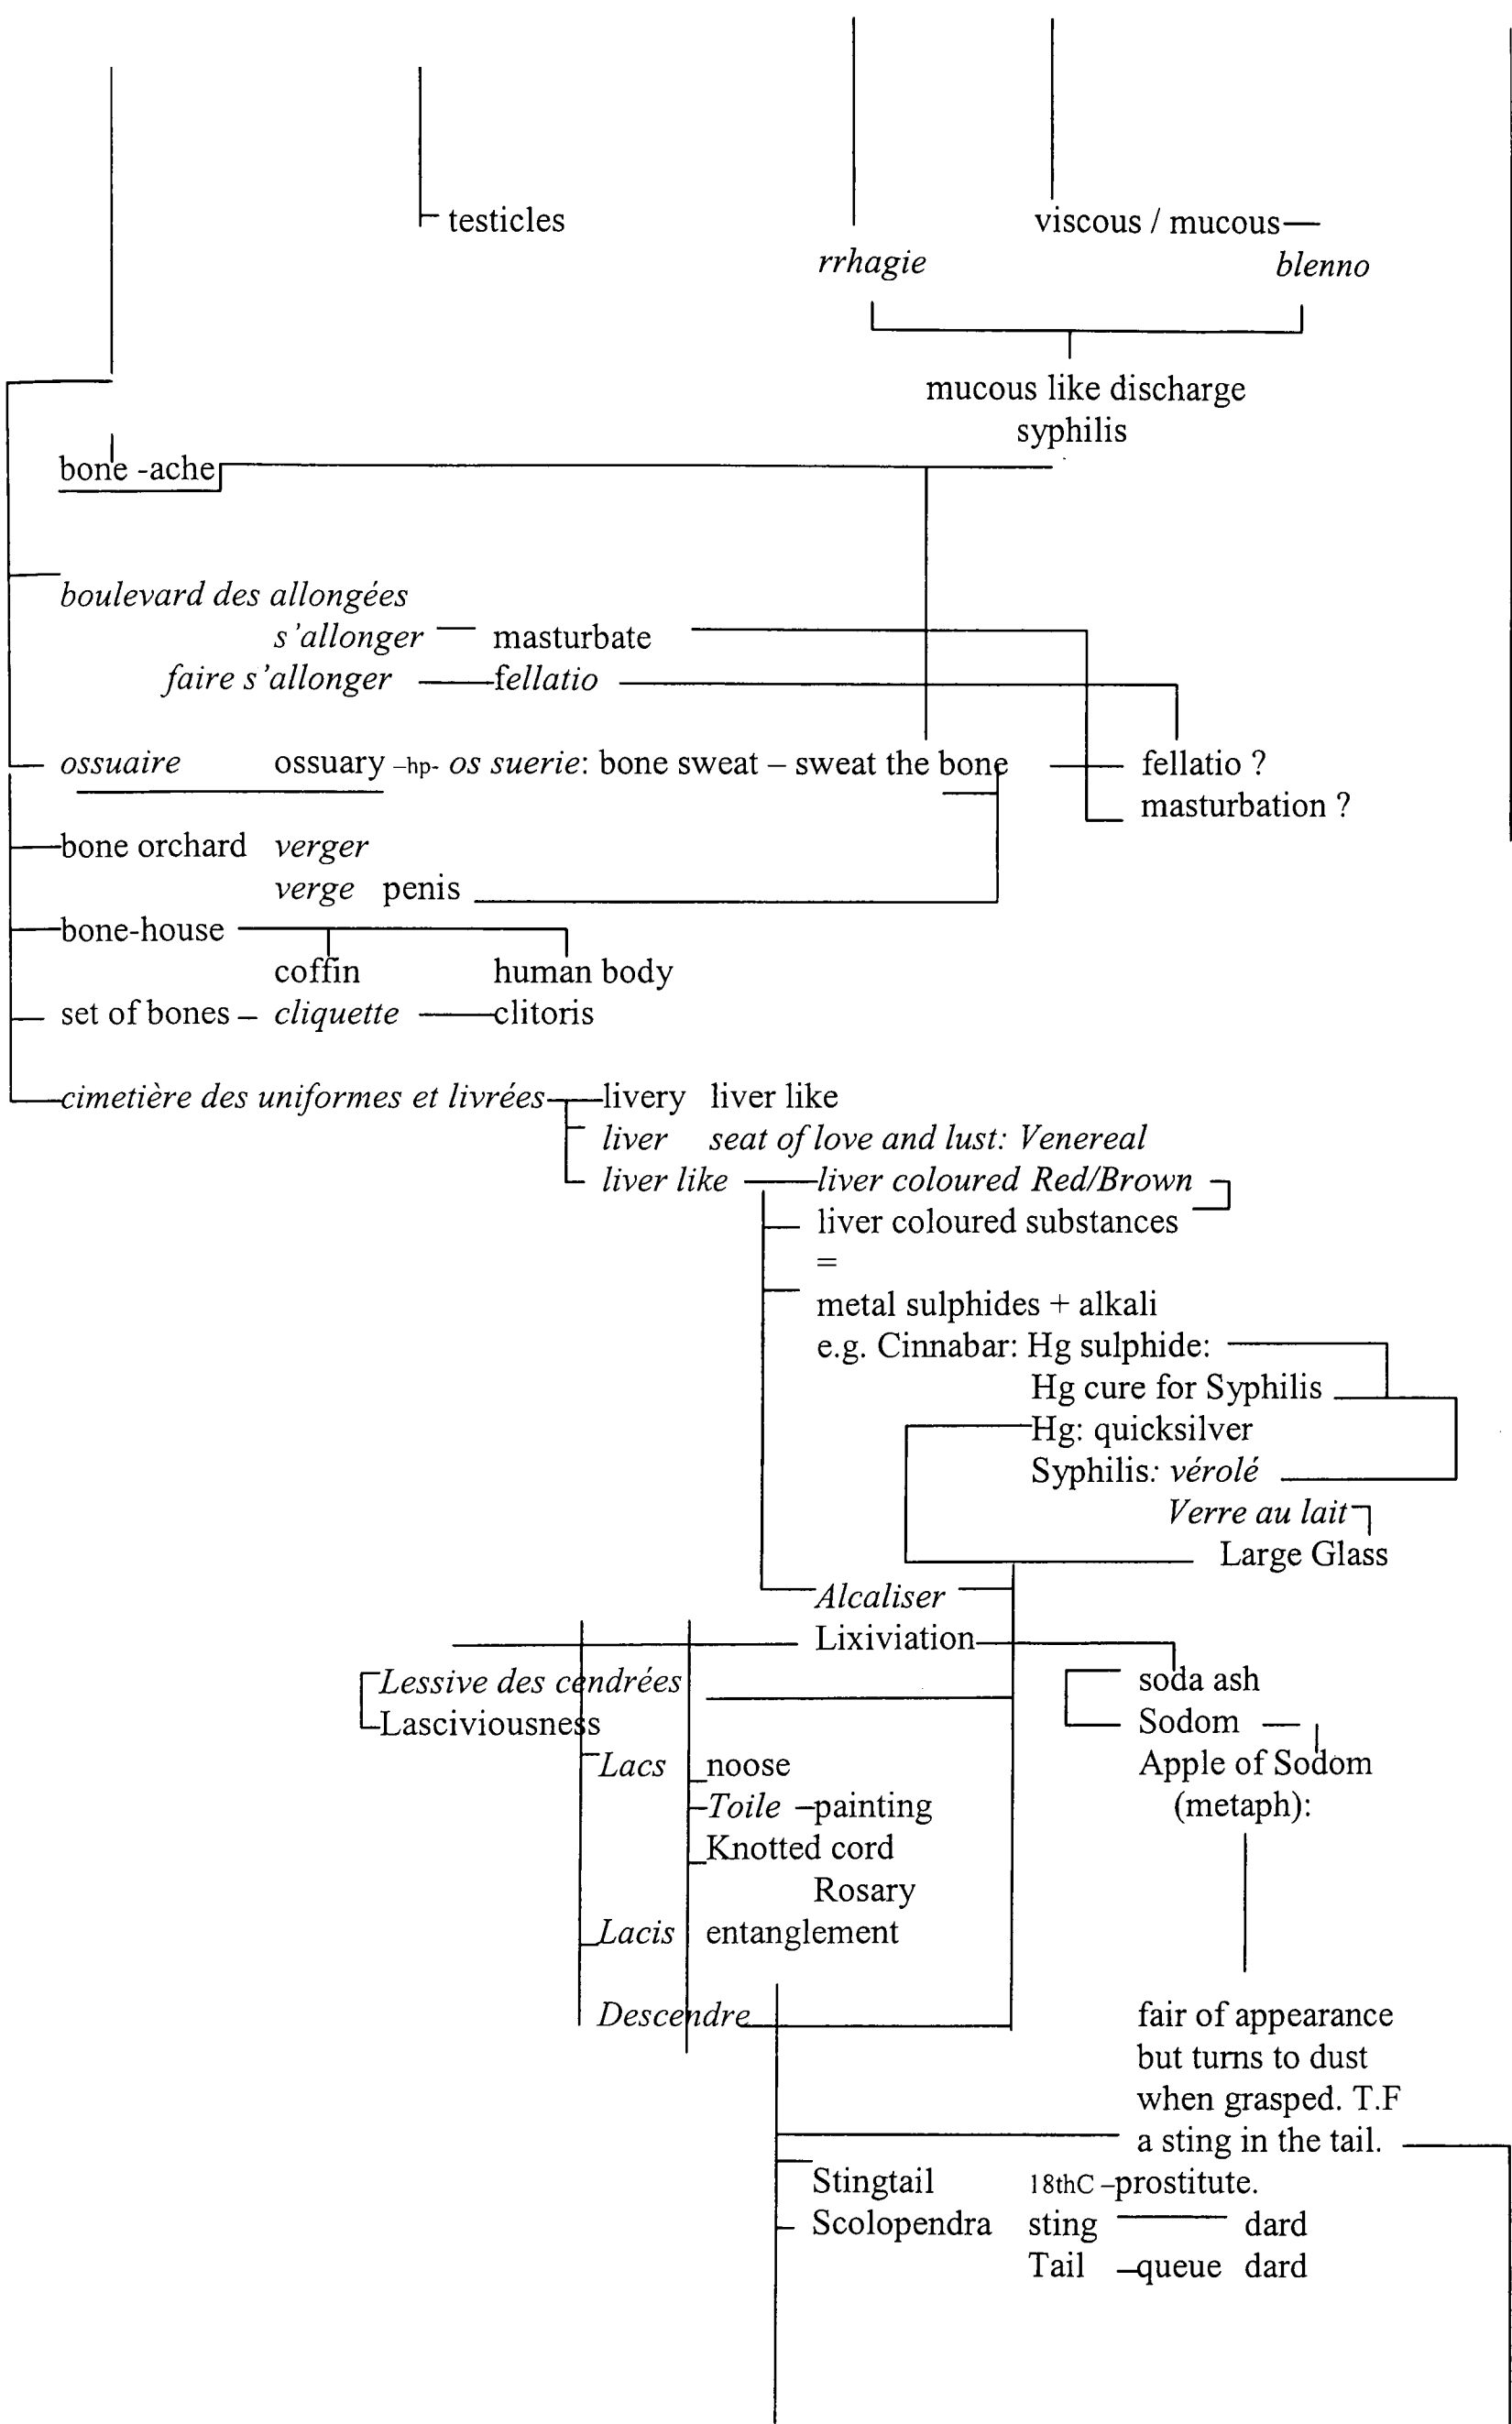 testicles
viscous / mucous—
rrhagie blenno
mucous like discharge
syphilis
bone -ache
boulevard des allongées
s'allonger — masturbate
faire s'allonger — fellatio
ossuaire ossuary –hp- os suerie: bone sweat – sweat the bone — fellatio ?
masturbation ?
bone orchard verger
verge penis
bone-house
coffin human body
set of bones – cliquette — clitoris
cimetière des uniformes et livrées — livery liver like
liver seat of love and lust: Venereal
liver like — liver coloured Red/Brown
liver coloured substances
=
metal sulphides + alkali
e.g. Cinnabar: Hg sulphide:
Hg cure for Syphilis
Hg: quicksilver
Syphilis: vérolé
Verre au lait
Large Glass
Alcaliser
Lixiviation
Lessive des cendrées soda ash
Lasciviousness Sodom —
Lacs noose Apple of Sodom
Toile –painting (metaph):
Knotted cord
Rosary
Lacis entanglement
Descendre fair of appearance
but turns to dust
when grasped. T.F
a sting in the tail.
Stingtail 18thC –prostitute.
Scolopendra sting — dard
Tail –queue dard